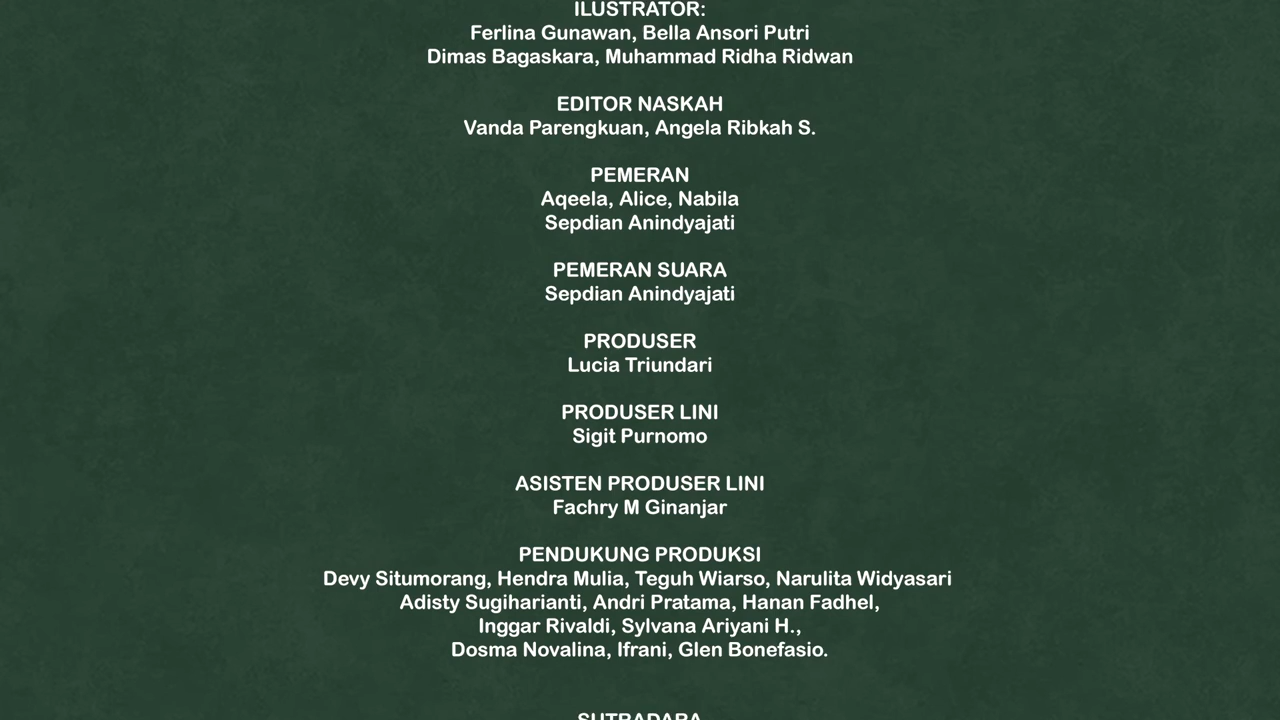 ILUSTRATOR:
Ferlina Gunawan, Bella Ansori Putri
Dimas Bagaskara, Muhammad Ridha Ridwan
EDITOR NASKAH
Vanda Parengkuan, Angela Ribkah S.
PEMERAN
Aqeela, Alice, Nabila
Sepdian Anindyajati
PEMERAN SUARA
Sepdian Anindyajati
PRODUSER
Lucia Triundari
PRODUSER LINI
Sigit Purnomo
ASISTEN PRODUSER LINI
Fachry M Ginanjar
PENDUKUNG PRODUKSI
Devy Situmorang, Hendra Mulia, Teguh Wiarso, Narulita Widyasari
Adisty Sugiharianti, Andri Pratama, Hanan Fadhel,
Inggar Rivaldi, Sylvana Ariyani H.,
Dosma Novalina, Ifrani, Glen Bonefasio.
SUTRADARA